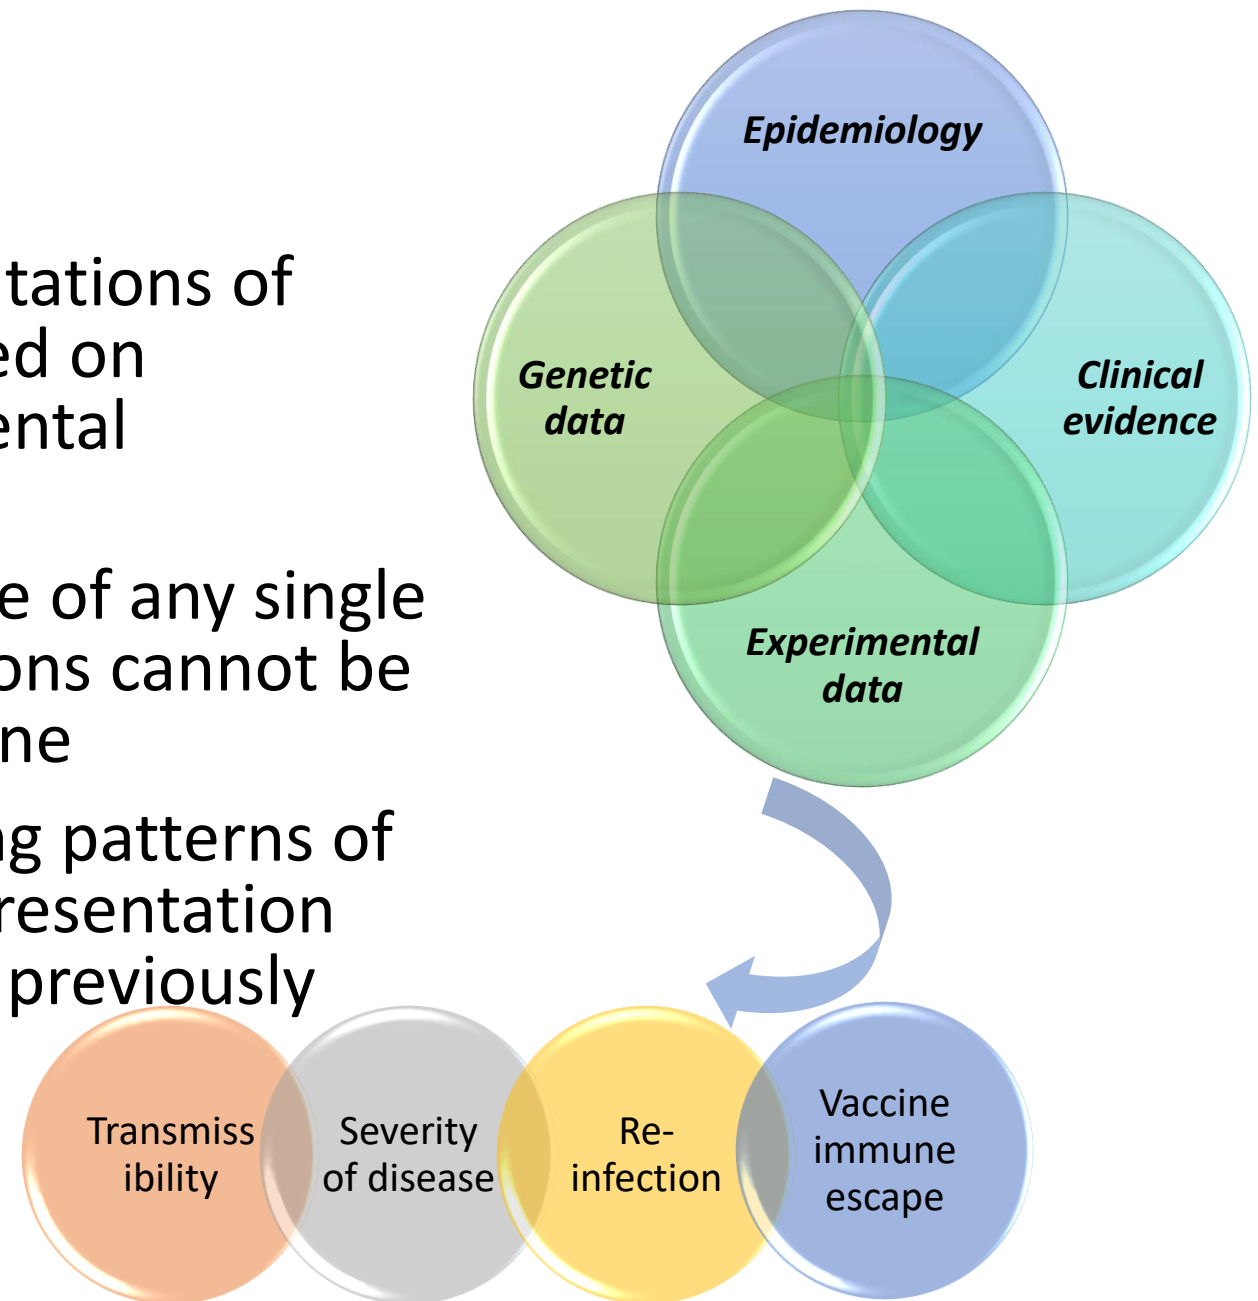 tations of
ed on
ental
e of any single
ons cannot be
ne
ng patterns of
resentation
previously
Epidemiology
Genetic
data
Clinical
evidence
Experimental
data
Transmiss
ibility
Severity
of disease
Re-
infection
Vaccine
immune
escape